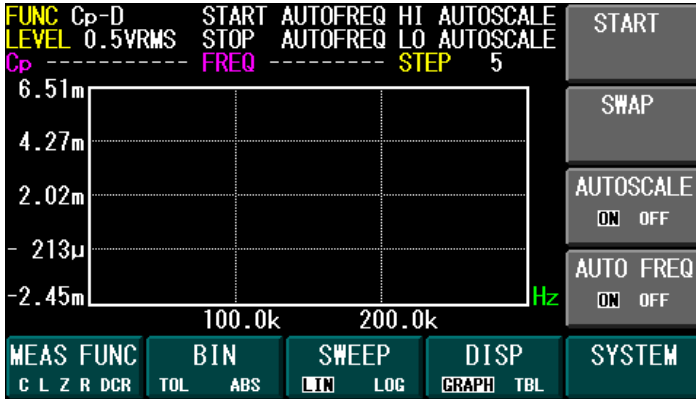 FUNC Cp-D START AUTOFREQ HI AUTOSCALE
LEVEL 0.5VRMS STOP AUTOFREQ LO AUTOSCALE
Cp ----------- FREQ --------- STEP 5
START
SWAP
AUTOSCALE
ON OFF
AUTO FREQ
ON OFF
6.51m
4.27m
2.02m
- 213µ
-2.45m
Hz
100.0k 200.0k
MEAS FUNC BIN SWEEP DISP SYSTEM
C L Z R DCR TOL ABS LIN LOG GRAPH TBL